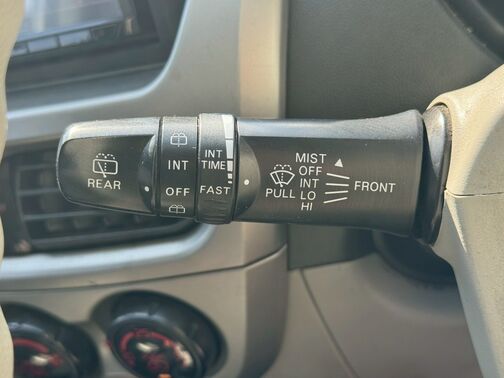 REAR
INT
OFF
INT
TIME
FAST
PULL
MIST
OFF
INT
LO
HI
FRONT